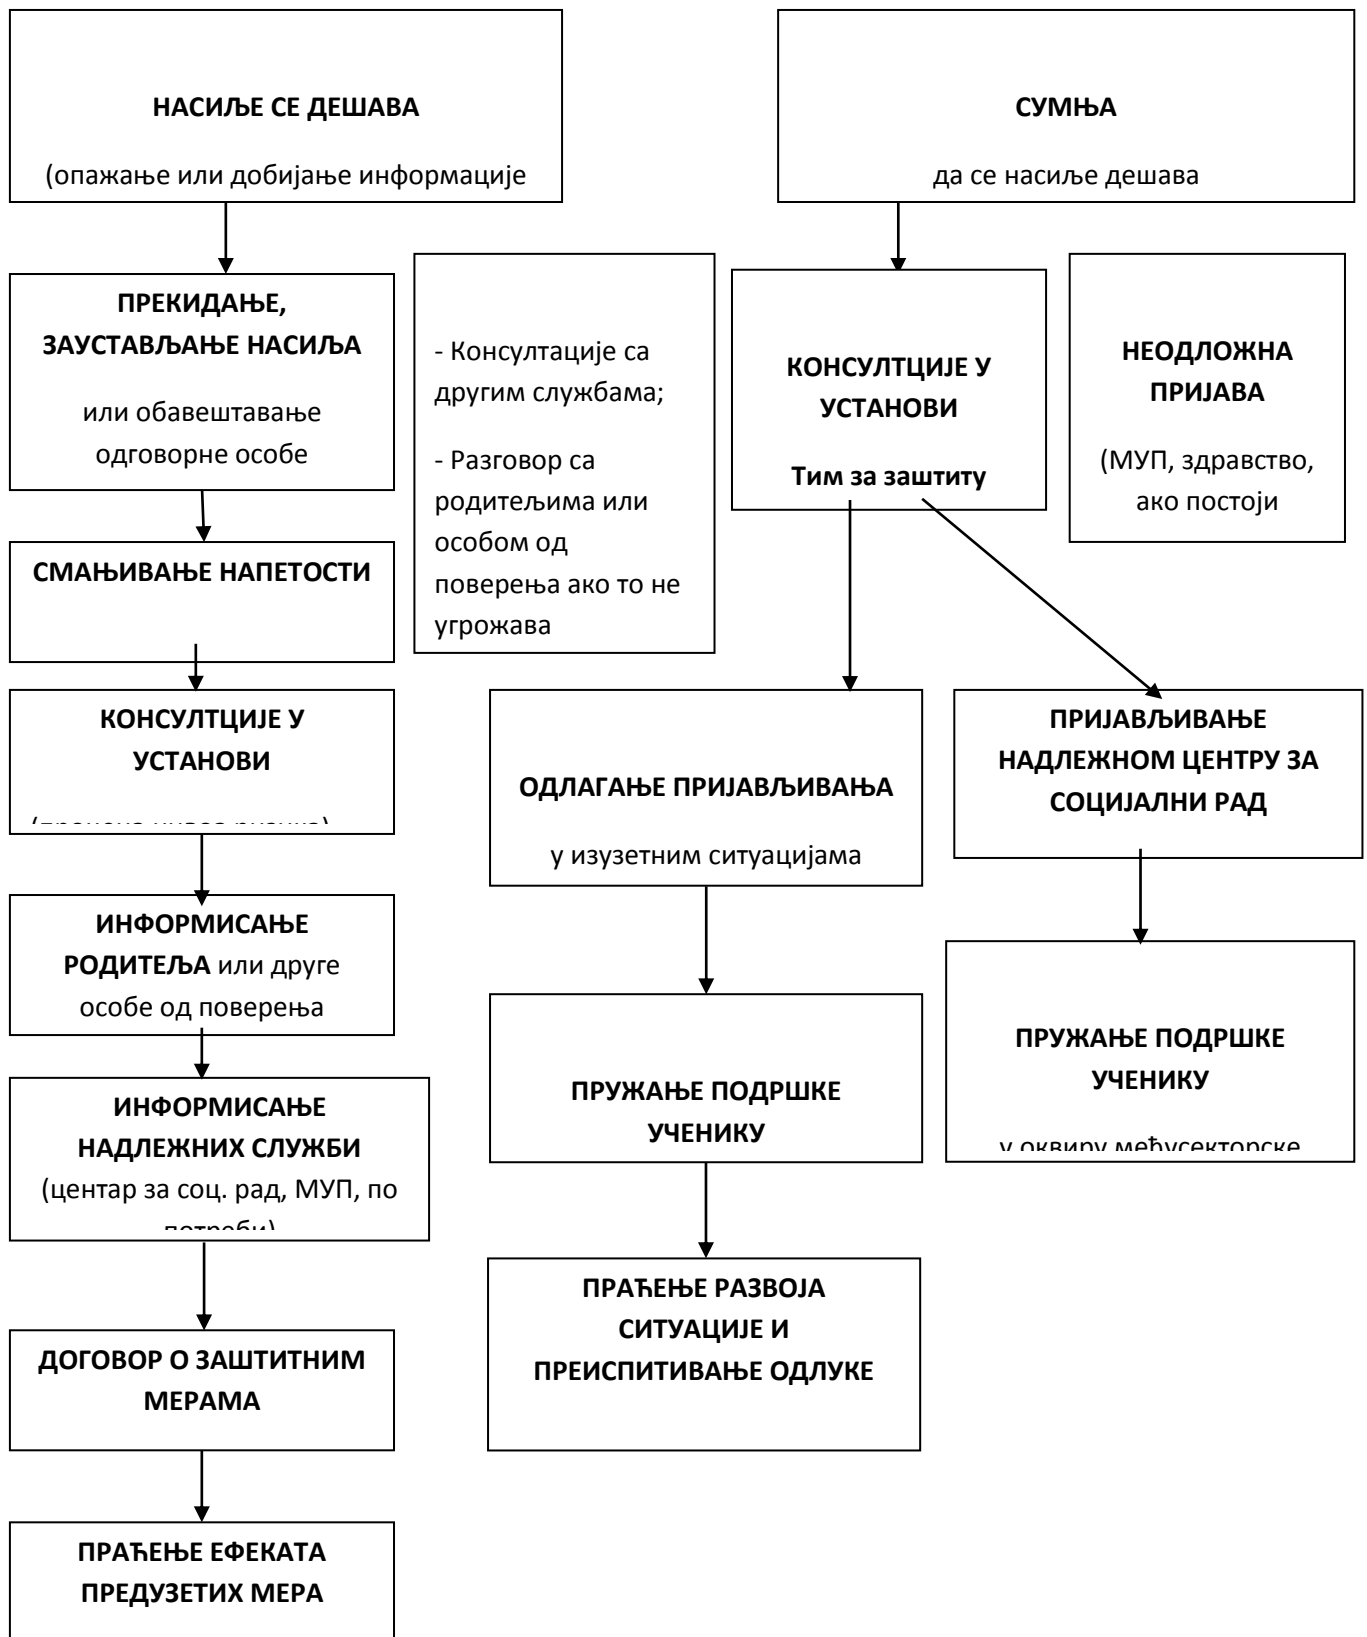 НАСИЉЕ СЕ ДЕШАВА
(опажање или добијање информације
СУМЊА
да се насиље дешава
ПРЕКИДАЊЕ,
ЗАУСТАВЉАЊЕ НАСИЉА
или обавештавање
одговорне особе
- Консултације са
другим службама;
- Разговор са
родитељима или
особом од
поверења ако то не
угрожава
КОНСУЛТЦИЈЕ У
УСТАНОВИ
Тим за заштиту
НЕОДЛОЖНА
ПРИЈАВА
(МУП, здравство,
ако постоји
СМАЊИВАЊЕ НАПЕТОСТИ
КОНСУЛТЦИЈЕ У
УСТАНОВИ
ОДЛАГАЊЕ ПРИЈАВЉИВАЊА
у изузетним ситуацијама
ПРИЈАВЉИВАЊЕ
НАДЛЕЖНОМ ЦЕНТРУ ЗА
СОЦИЈАЛНИ РАД
ИНФОРМИСАЊЕ
РОДИТЕЉА или друге
особе од поверења
ПРУЖАЊЕ ПОДРШКЕ
УЧЕНИКУ
ПРУЖАЊЕ ПОДРШКЕ
УЧЕНИКУ
у оквиру међусекторске
ИНФОРМИСАЊЕ
НАДЛЕЖНИХ СЛУЖБИ
(центар за соц. рад, МУП, по
потреби)
ПРАЋЕЊЕ РАЗВОЈА
СИТУАЦИЈЕ И
ПРЕИСПИТИВАЊЕ ОДЛУКЕ
ДОГОВОР О ЗАШТИТНИМ
МЕРАМА
ПРАЋЕЊЕ ЕФЕКАТА
ПРЕДУЗЕТИХ МЕРА